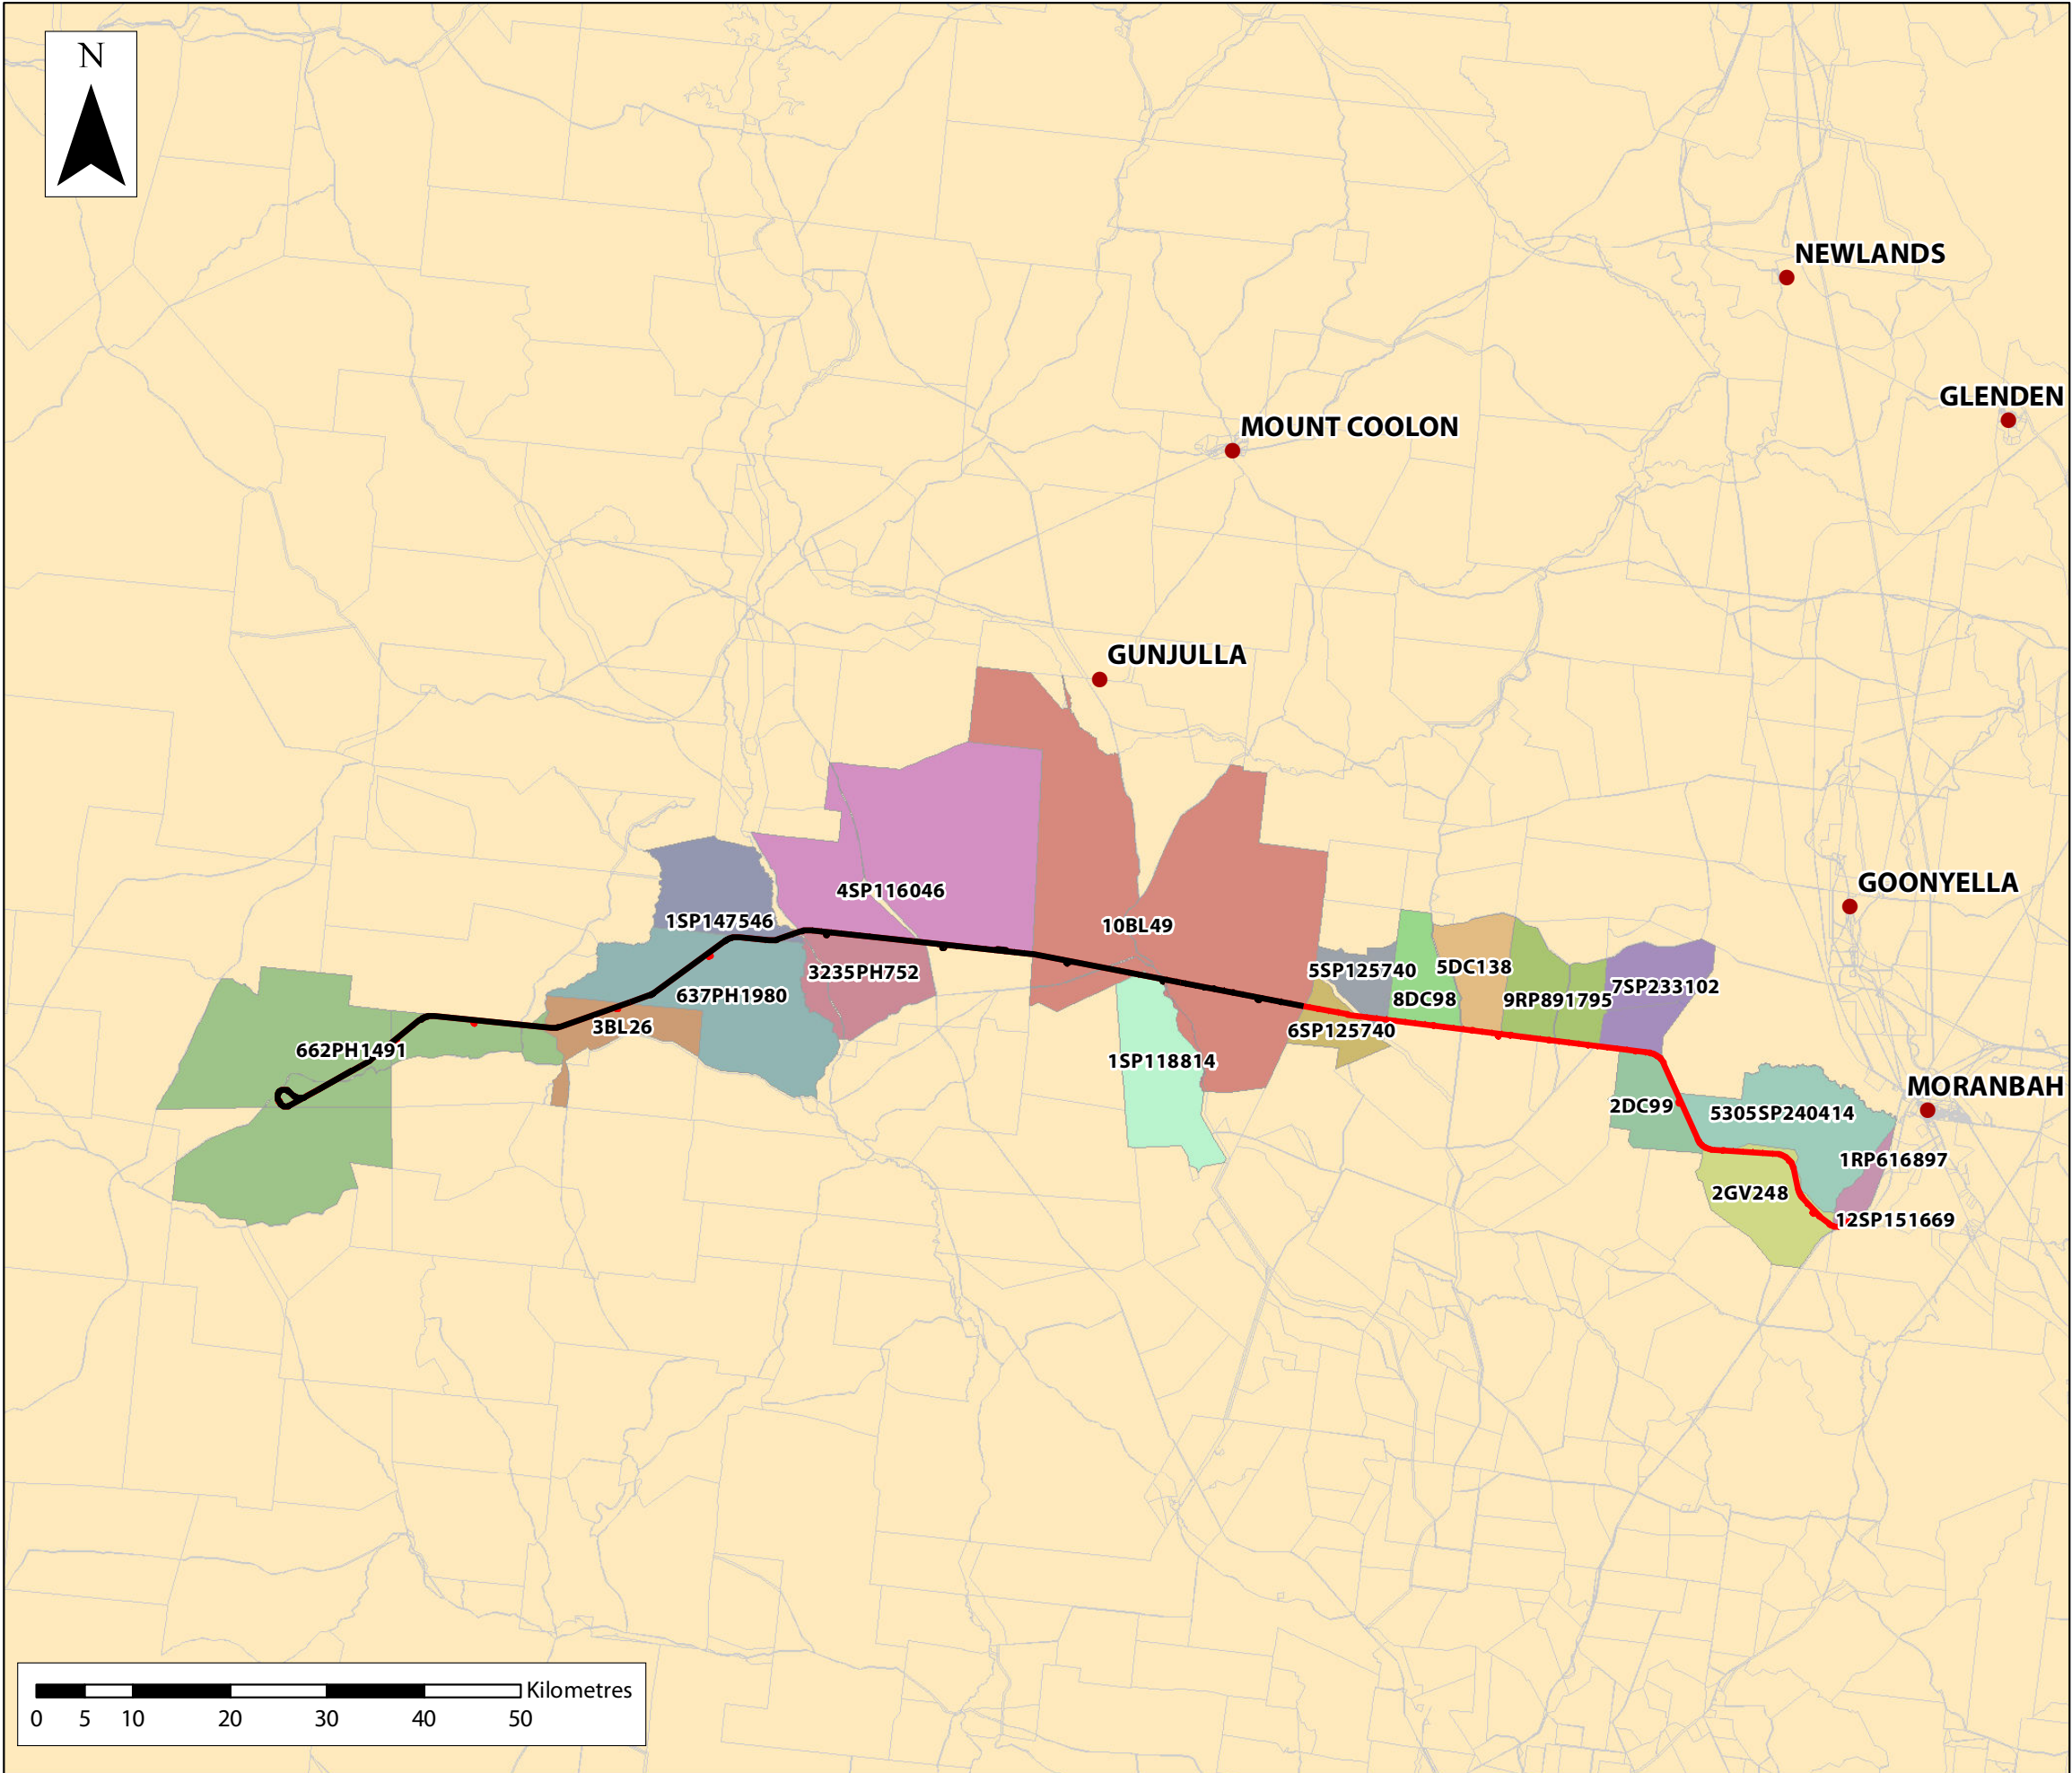 N
NEWLANDS
GLENDEN
MOUNT COOLON
GUNJULLA
GOONYELLA
4SP116046
1SP147546
10BL49
5SP125740
5DC138
3235PH752
7SP233102
637PH1980
8DC98
9RP891795
3BL26
6SP125740
662PH1491
1SP118814
MORANBAH
2DC99
5305SP240414
1RP616897
2GV248
12SP151669
Kilometres
0 5 10 20 30 40 50